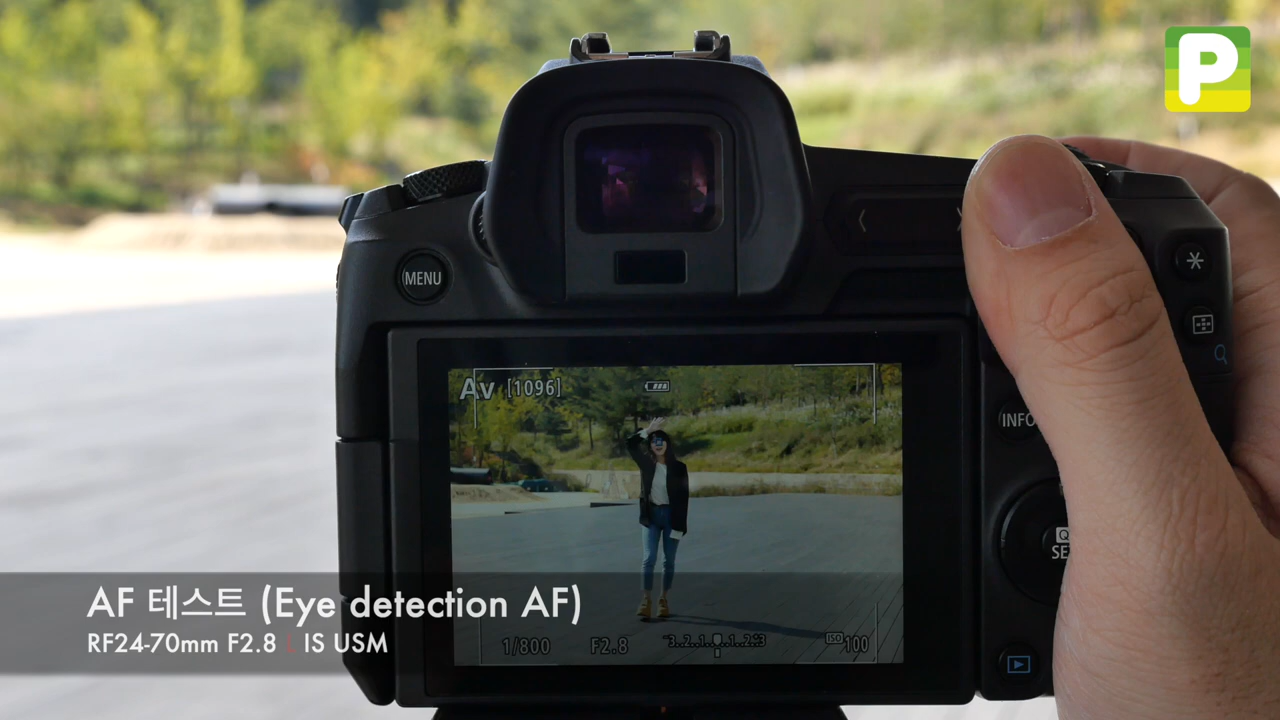 P
MENU
Av [1096]
INFO
Q
SE
1/800 F2.8 -3..2..1..0..1..2.:3 ISO 100
AF 테스트 (Eye detection AF)
RF24-70mm F2.8 L IS USM